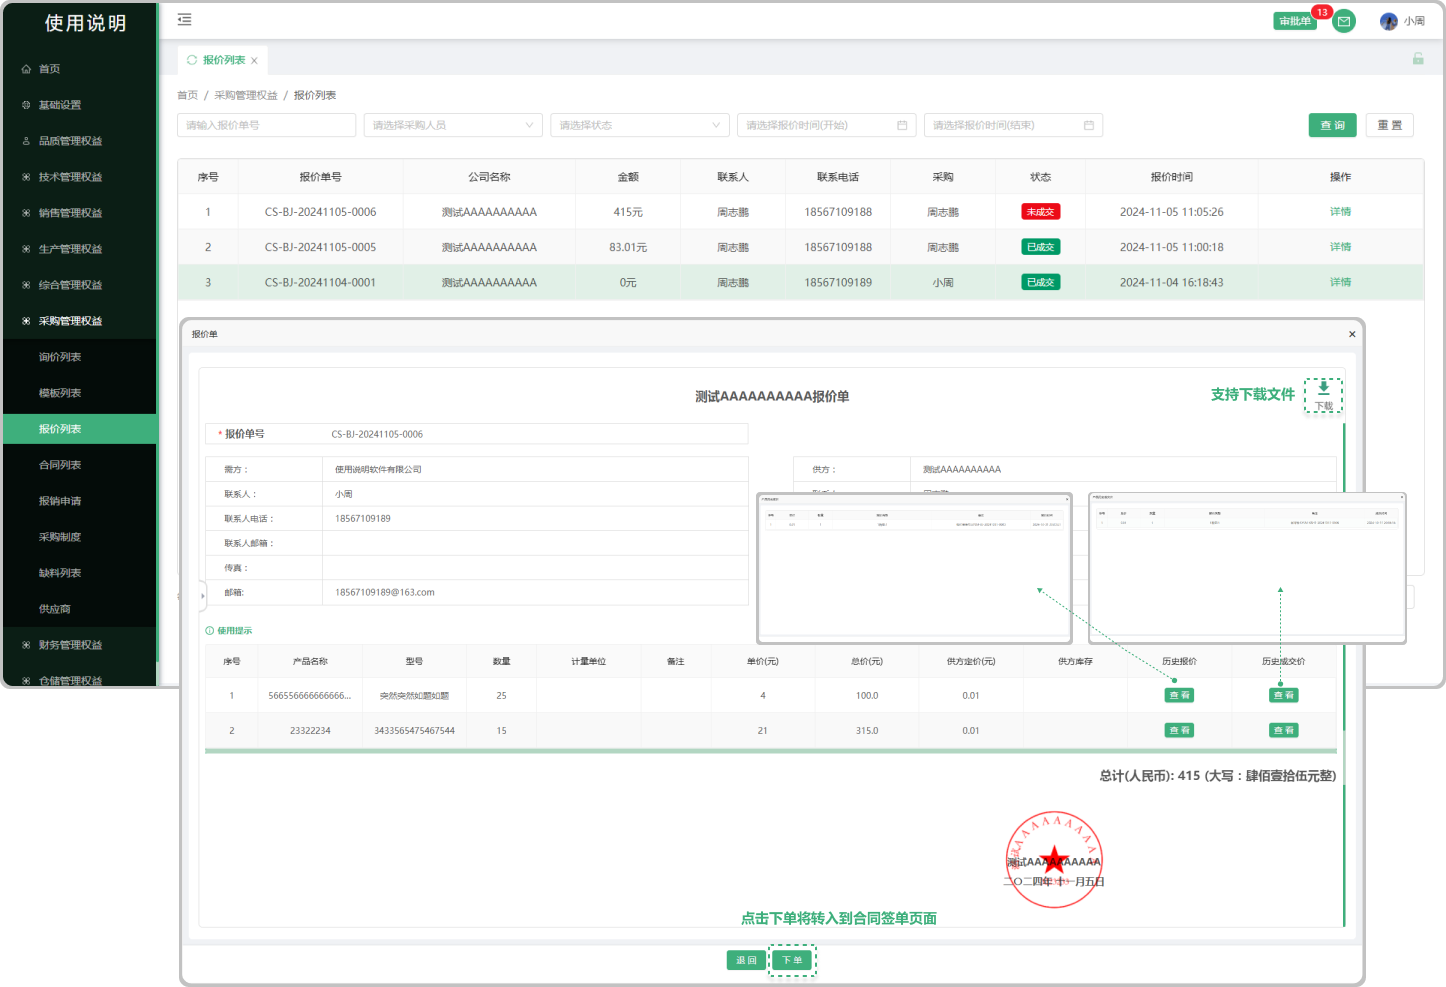 使用说明
审批单
13
小周
首页
基础设置
品质管理权益
技术管理权益
销售管理权益
生产管理权益
综合管理权益
采购管理权益
询价列表
模板列表
报价列表
合同列表
报销申请
采购制度
缺料列表
供应商
财务管理权益
仓储管理权益
报价列表
首页 / 采购管理权益 / 报价列表
请输入报价单号 请选择采购人员 请选择状态 请选择报价时间(开始) 请选择报价时间(结束) 查 询 重 置
序号 报价单号 公司名称 金额 联系人 联系电话 采购 状态 报价时间 操作
1 CS-BJ-20241105-0006 测试AAAAAAAAAA 415元 周志鹏 18567109188 周志鹏 未成交 2024-11-05 11:05:26 详情
2 CS-BJ-20241105-0005 测试AAAAAAAAAA 83.01元 周志鹏 18567109188 周志鹏 已成交 2024-11-05 11:00:18 详情
3 CS-BJ-20241104-0001 测试AAAAAAAAAA 0元 周志鹏 18567109189 小周 已成交 2024-11-04 16:18:43 详情
报价单
测试AAAAAAAAAA报价单
支持下载文件
下载
* 报价单号 CS-BJ-20241105-0006
需方： 使用说明软件有限公司 供方： 测试AAAAAAAAAA
联系人： 小周
联系人电话： 18567109189
联系人邮箱：
传真：
邮箱: 18567109189@163.com
使用提示
序号 产品名称 型号 数量 计量单位 备注 单价(元) 总价(元) 供方定价(元) 供方库存 历史报价 历史成交价
1 566556666666666... 突然突然如题如题 25 4 100.0 0.01 查 看 查 看
2 23322234 3433565475467544 15 21 315.0 0.01 查 看 查 看
总计(人民币): 415 (大写：肆佰壹拾伍元整)
测试AAAAAAAAAA
测试AAAAAAAAAA
二〇二四年 十一月五日
点击下单将转入到合同签单页面
退 回 下 单